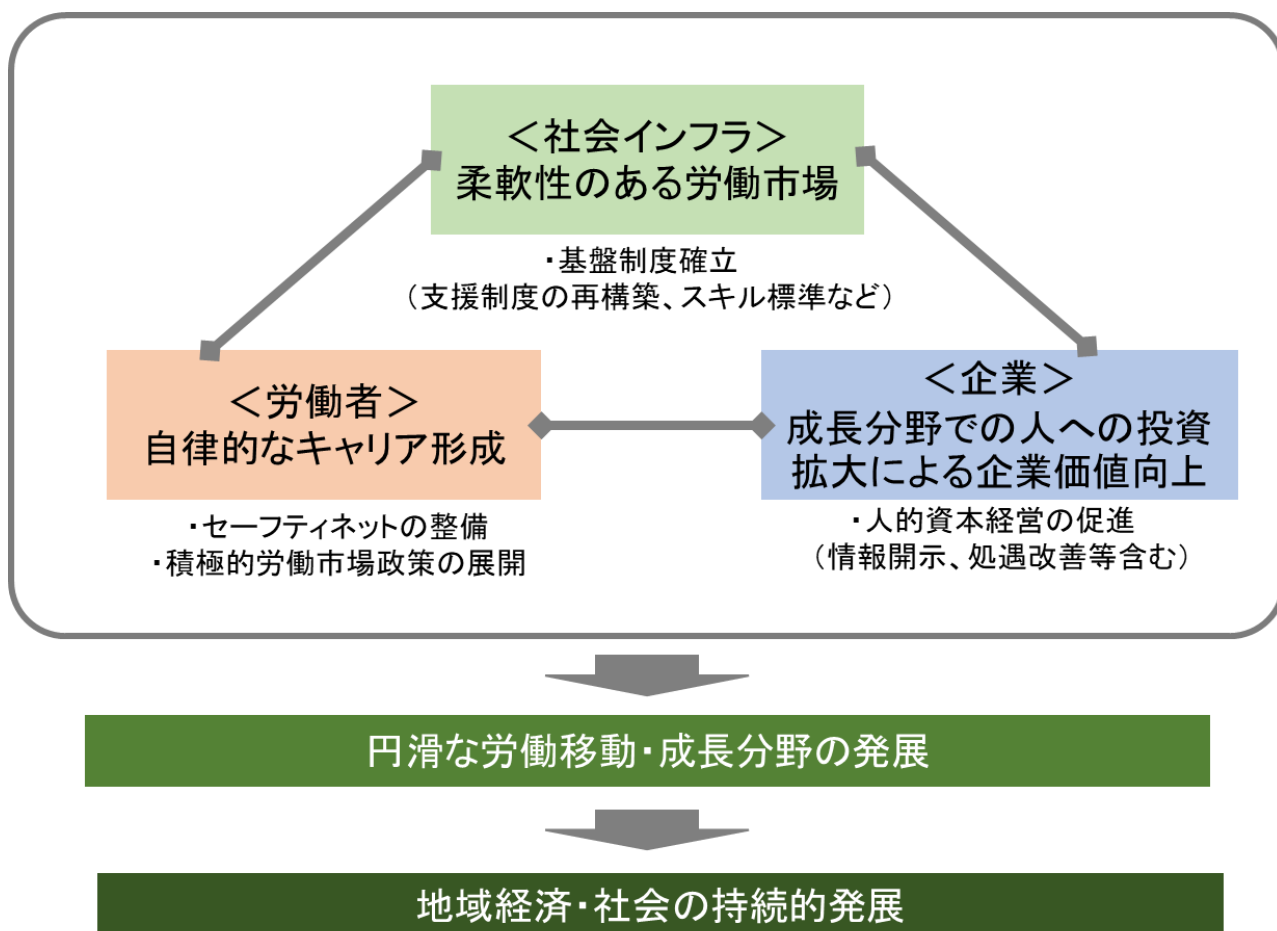 ＜社会インフラ＞
柔軟性のある労働市場
・基盤制度確立
（支援制度の再構築、スキル標準など）
＜労働者＞
自律的なキャリア形成
・セーフティネットの整備
・積極的労働市場政策の展開
＜企業＞
成長分野での人への投資
拡大による企業価値向上
・人的資本経営の促進
（情報開示、処遇改善等含む）
円滑な労働移動・成長分野の発展
地域経済・社会の持続的発展